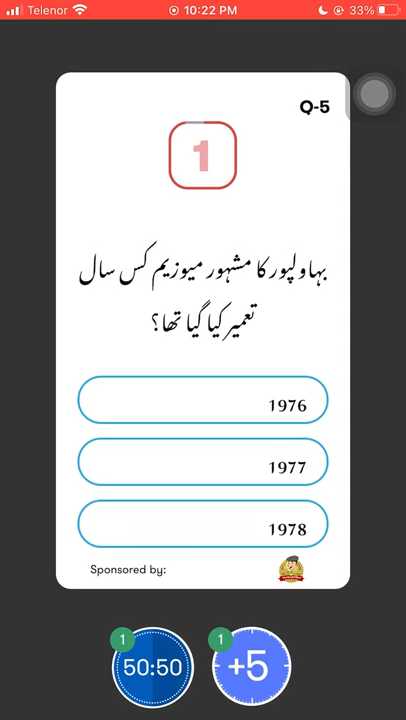 Telenor 10:22 PM 33%
Q-5
1
بہاولپور کا مشہور میوزیم کس سال
تعمیر کیا گیا تھا؟
1976
1977
1978
Sponsored by:
1 1
50:50 +5